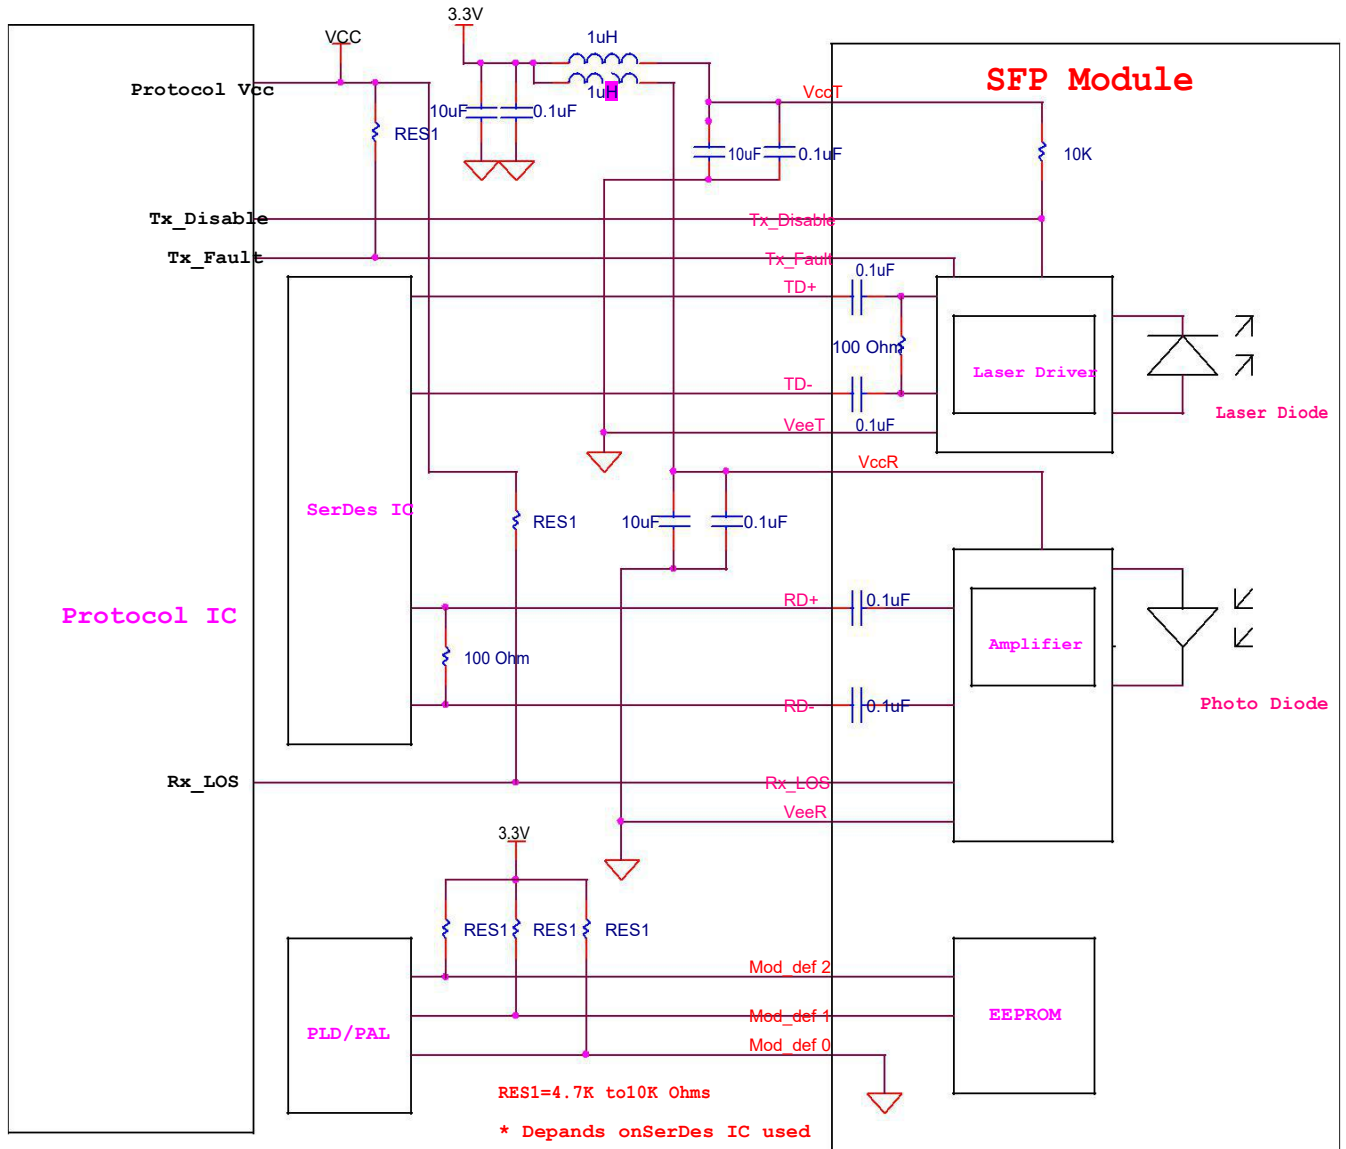 3.3V
VCC
1uH
SFP Module
Protocol Vcc
1uH
VccT
10uF
0.1uF
RES1
10uF
0.1uF
10K
Tx_Disable
Tx_Disable
Tx_Fault
Tx_Fault
0.1uF
TD+
100 Ohm
Laser Driver
TD-
Laser Diode
VeeT
0.1uF
VccR
SerDes IC
RES1
10uF
0.1uF
RD+
0.1uF
Protocol IC
Amplifier
100 Ohm
RD-
0.1uF
Photo Diode
Rx_LOS
Rx_LOS
VeeR
3.3V
RES1
RES1
RES1
Mod_def 2
Mod_def 1
EEPROM
PLD/PAL
Mod_def 0
RES1=4.7K to10K Ohms
* Depands onSerDes IC used